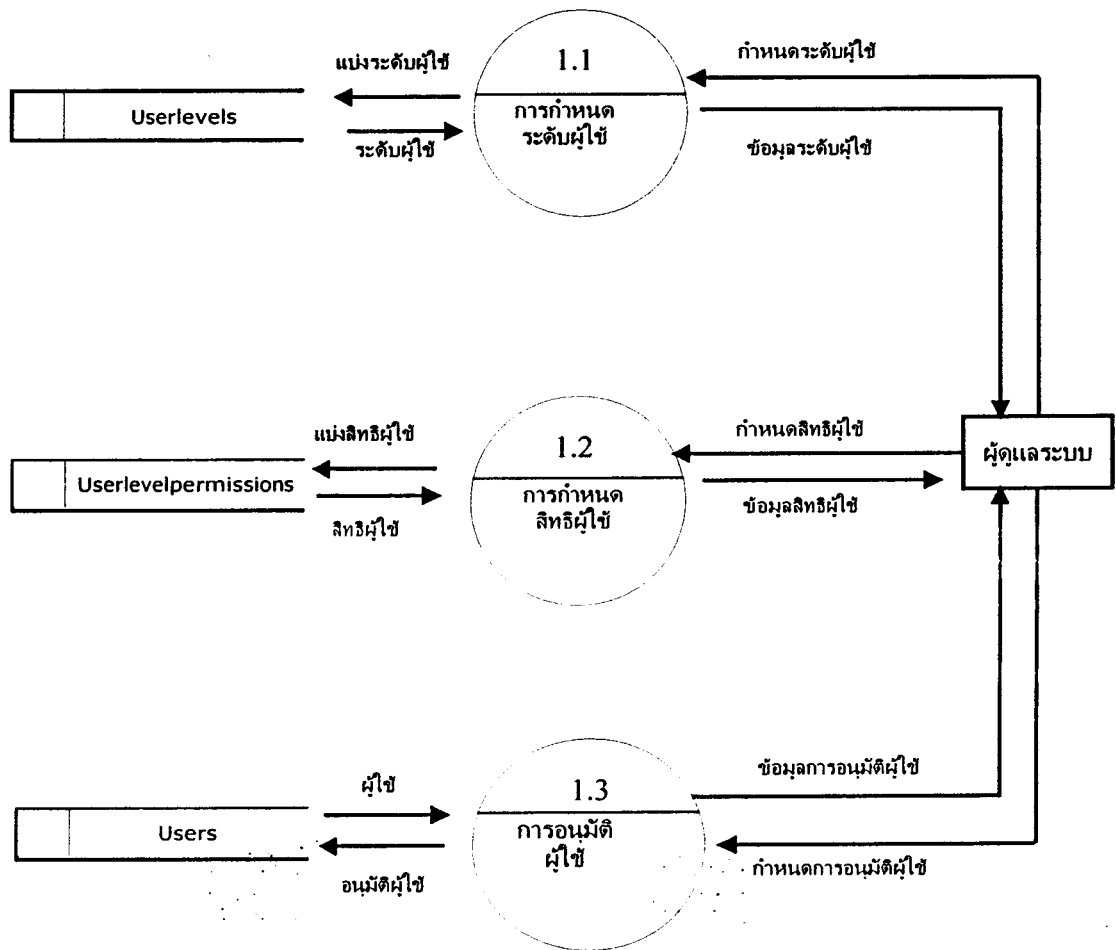 แบ่งระดับผู้ใช้
1.1
กำหนดระดับผู้ใช้
Userlevels
การกำหนด
ระดับผู้ใช้
ระดับผู้ใช้
ข้อมูลระดับผู้ใช้
แบ่งสิทธิผู้ใช้
1.2
กำหนดสิทธิผู้ใช้
ผู้ดูแลระบบ
Userlevelpermissions
การกำหนด
สิทธิผู้ใช้
สิทธิผู้ใช้
ข้อมูลสิทธิผู้ใช้
ผู้ใช้
1.3
ข้อมูลการอนุมัติผู้ใช้
Users
การอนุมัติ
ผู้ใช้
อนุมัติผู้ใช้
กำหนดการอนุมัติผู้ใช้